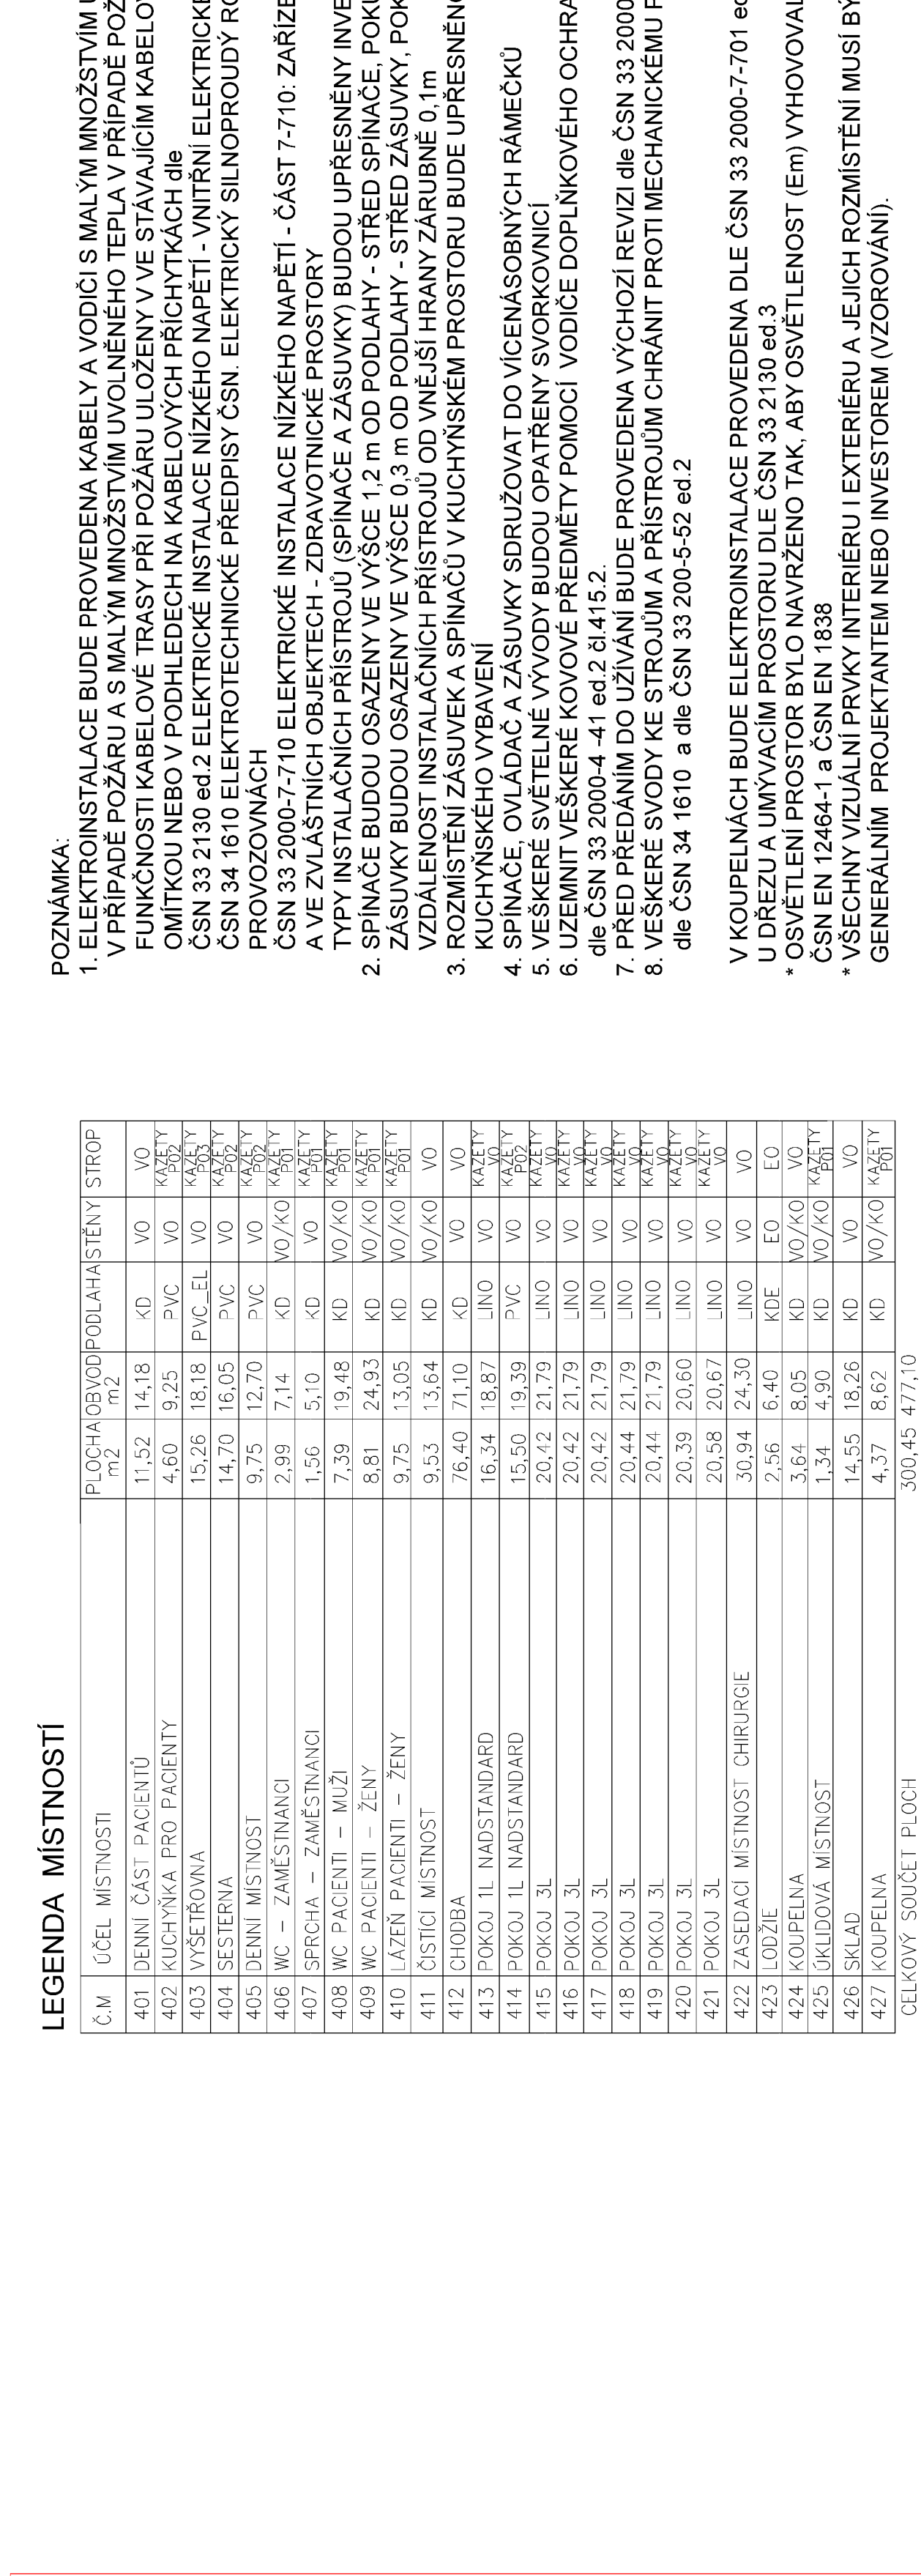 LEGENDA MÍSTNOSTÍ
Č.M ÚČEL MÍSTNOSTI PLOCHA m2 OBVOD m2 PODLAHA STĚNY STROP
401 DENNÍ ČÁST PACIENTŮ 11,52 14,18 KD VO VO
402 KUCHYŇKA PRO PACIENTY 4,60 9,25 PVC VO KAZETY P02
403 VYŠETŘOVNA 15,26 18,18 PVC_EL VO KAZETY P03
404 SESTERNA 14,70 16,05 PVC VO KAZETY P02
405 DENNÍ MÍSTNOST 9,75 12,70 PVC VO KAZETY P02
406 WC – ZAMĚSTNANCI 2,99 7,14 KD VO/KO KAZETY P01
407 SPRCHA – ZAMĚSTNANCI 1,56 5,10 KD VO KAZETY P01
408 WC PACIENTI – MUŽI 7,39 19,48 KD VO/KO KAZETY P01
409 WC PACIENTI – ŽENY 8,81 24,93 KD VO/KO KAZETY P01
410 LÁZEŇ PACIENTI – ŽENY 9,75 13,05 KD VO/KO KAZETY P01
411 ČISTÍCÍ MÍSTNOST 9,53 13,64 KD VO/KO VO
412 CHODBA 76,40 71,10 KD VO VO
413 POKOJ 1L NADSTANDARD 16,34 18,87 LINO VO KAZETY VO
414 POKOJ 1L NADSTANDARD 15,50 19,39 PVC VO KAZETY P02
415 POKOJ 3L 20,42 21,79 LINO VO KAZETY VO
416 POKOJ 3L 20,42 21,79 LINO VO KAZETY VO
417 POKOJ 3L 20,42 21,79 LINO VO KAZETY VO
418 POKOJ 3L 20,44 21,79 LINO VO KAZETY VO
419 POKOJ 3L 20,44 21,79 LINO VO KAZETY VO
420 POKOJ 3L 20,39 20,60 LINO VO KAZETY VO
421 POKOJ 3L 20,58 20,67 LINO VO KAZETY VO
422 ZASEDACÍ MÍSTNOST CHIRURGIE 30,94 24,30 LINO VO VO
423 LODŽIE 2,56 6,40 KDE EO EO
424 KOUPELNA 3,64 8,05 KD VO/KO VO
425 ÚKLIDOVÁ MÍSTNOST 1,34 4,90 KD VO/KO KAZETY P01
426 SKLAD 14,55 18,26 KD VO VO
427 KOUPELNA 4,37 8,62 KD VO/KO KAZETY P01
CELKOVÝ SOUČET PLOCH 300,45 477,10
POZNÁMKA:
1. ELEKTROINSTALACE BUDE PROVEDENA KABELY A VODIČI S MALÝM MNOŽSTVÍM
V PŘÍPADĚ POŽÁRU A S MALÝM MNOŽSTVÍM UVOLNĚNÉHO TEPLA V PŘÍPADĚ POŽ
FUNKČNOSTI KABELOVÉ TRASY PŘI POŽÁRU ULOŽENY V VE STÁVAJÍCÍM KABELOV
OMÍTKOU NEBO V PODHLEDECH NA KABELOVÝCH PŘÍCHYTKÁCH dle
ČSN 33 2130 ed.2 ELEKTRICKÉ INSTALACE NÍZKÉHO NAPĚTÍ - VNITŘNÍ ELEKTRICKÉ
ČSN 34 1610 ELEKTROTECHNICKÉ PŘEDPISY ČSN. ELEKTRICKÝ SILNOPROUDÝ RO
PROVOZOVNÁCH
ČSN 33 2000-7-710 ELEKTRICKÉ INSTALACE NÍZKÉHO NAPĚTÍ - ČÁST 7-710: ZAŘÍZE
A VE ZVLÁŠTNÍCH OBJEKTECH - ZDRAVOTNICKÉ PROSTORY
TYPY INSTALAČNÍCH PŘÍSTROJŮ (SPÍNAČE A ZÁSUVKY) BUDOU UPŘESNĚNY INVE
2. SPÍNAČE BUDOU OSAZENY VE VÝŠCE 1,2 m OD PODLAHY - STŘED SPÍNAČE, POKU
ZÁSUVKY BUDOU OSAZENY VE VÝŠCE 0,3 m OD PODLAHY - STŘED ZÁSUVKY, POK
VZDÁLENOST INSTALAČNÍCH PŘÍSTROJŮ OD VNĚJŠÍ HRANY ZÁRUBNĚ 0,1m
3. ROZMÍSTĚNÍ ZÁSUVEK A SPÍNAČŮ V KUCHYŇSKÉM PROSTORU BUDE UPŘESNĚNO
KUCHYŇSKÉHO VYBAVENÍ
4. SPÍNAČE, OVLÁDAČ A ZÁSUVKY SDRUŽOVAT DO VÍCENÁSOBNÝCH RÁMEČKŮ
5. VEŠKERÉ SVĚTELNÉ VÝVODY BUDOU OPATŘENY SVORKOVNICÍ
6. UZEMNIT VEŠKERÉ KOVOVÉ PŘEDMĚTY POMOCÍ VODIČE DOPLŇKOVÉHO OCHRA
dle ČSN 33 2000-4 -41 ed.2 čl.415.2.
7. PŘED PŘEDÁNÍM DO UŽÍVÁNÍ BUDE PROVEDENA VÝCHOZÍ REVIZI dle ČSN 33 2000
8. VEŠKERÉ SVODY KE STROJŮM A PŘÍSTROJŮM CHRÁNIT PROTI MECHANICKÉMU P
dle ČSN 34 1610 a dle ČSN 33 200-5-52 ed.2
V KOUPELNÁCH BUDE ELEKTROINSTALACE PROVEDENA DLE ČSN 33 2000-7-701 ed
U DŘEZU A UMÝVACÍM PROSTORU DLE ČSN 33 2130 ed.3
* OSVĚTLENÍ PROSTOR BYLO NAVRŽENO TAK, ABY OSVĚTLENOST (Em) VYHOVOVAL
ČSN EN 12464-1 a ČSN EN 1838
* VŠECHNY VIZUÁLNÍ PRVKY INTERIÉRU I EXTERIÉRU A JEJICH ROZMÍSTĚNÍ MUSÍ BÝ
GENERÁLNÍM PROJEKTANTEM NEBO INVESTOREM (VZOROVÁNÍ).